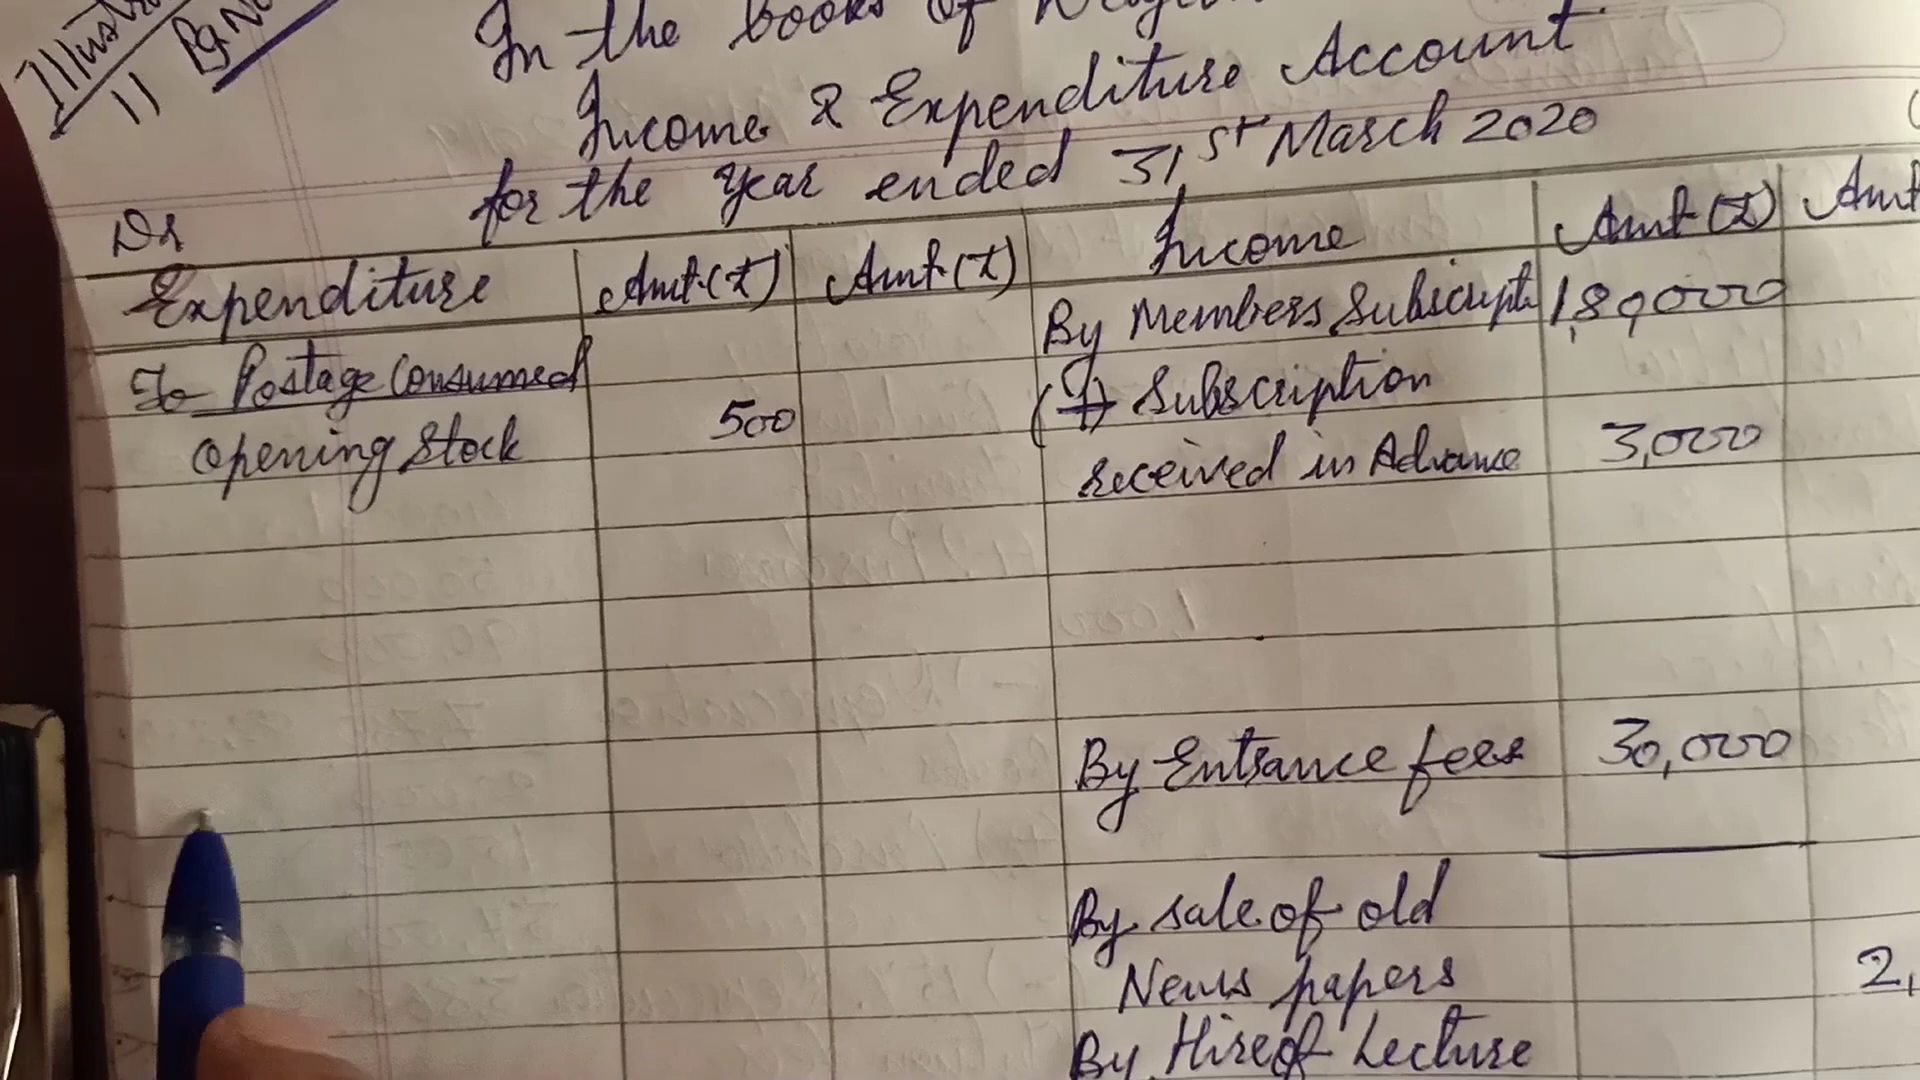 Pg No
11
In the books of
Income & Expenditure Account
for the year ended 31st March 2020
Dr
Expenditure Amt.(₹) Amt.(₹) Income Amt(₹) Amt
To Postage Consumed By Members Subscripti 1,80,000
Opening Stock 500 (+) Subscription
received in Advance 3,000
By Entrance fees 30,000
By sale of old
News papers 2,
By Hire of Lecture